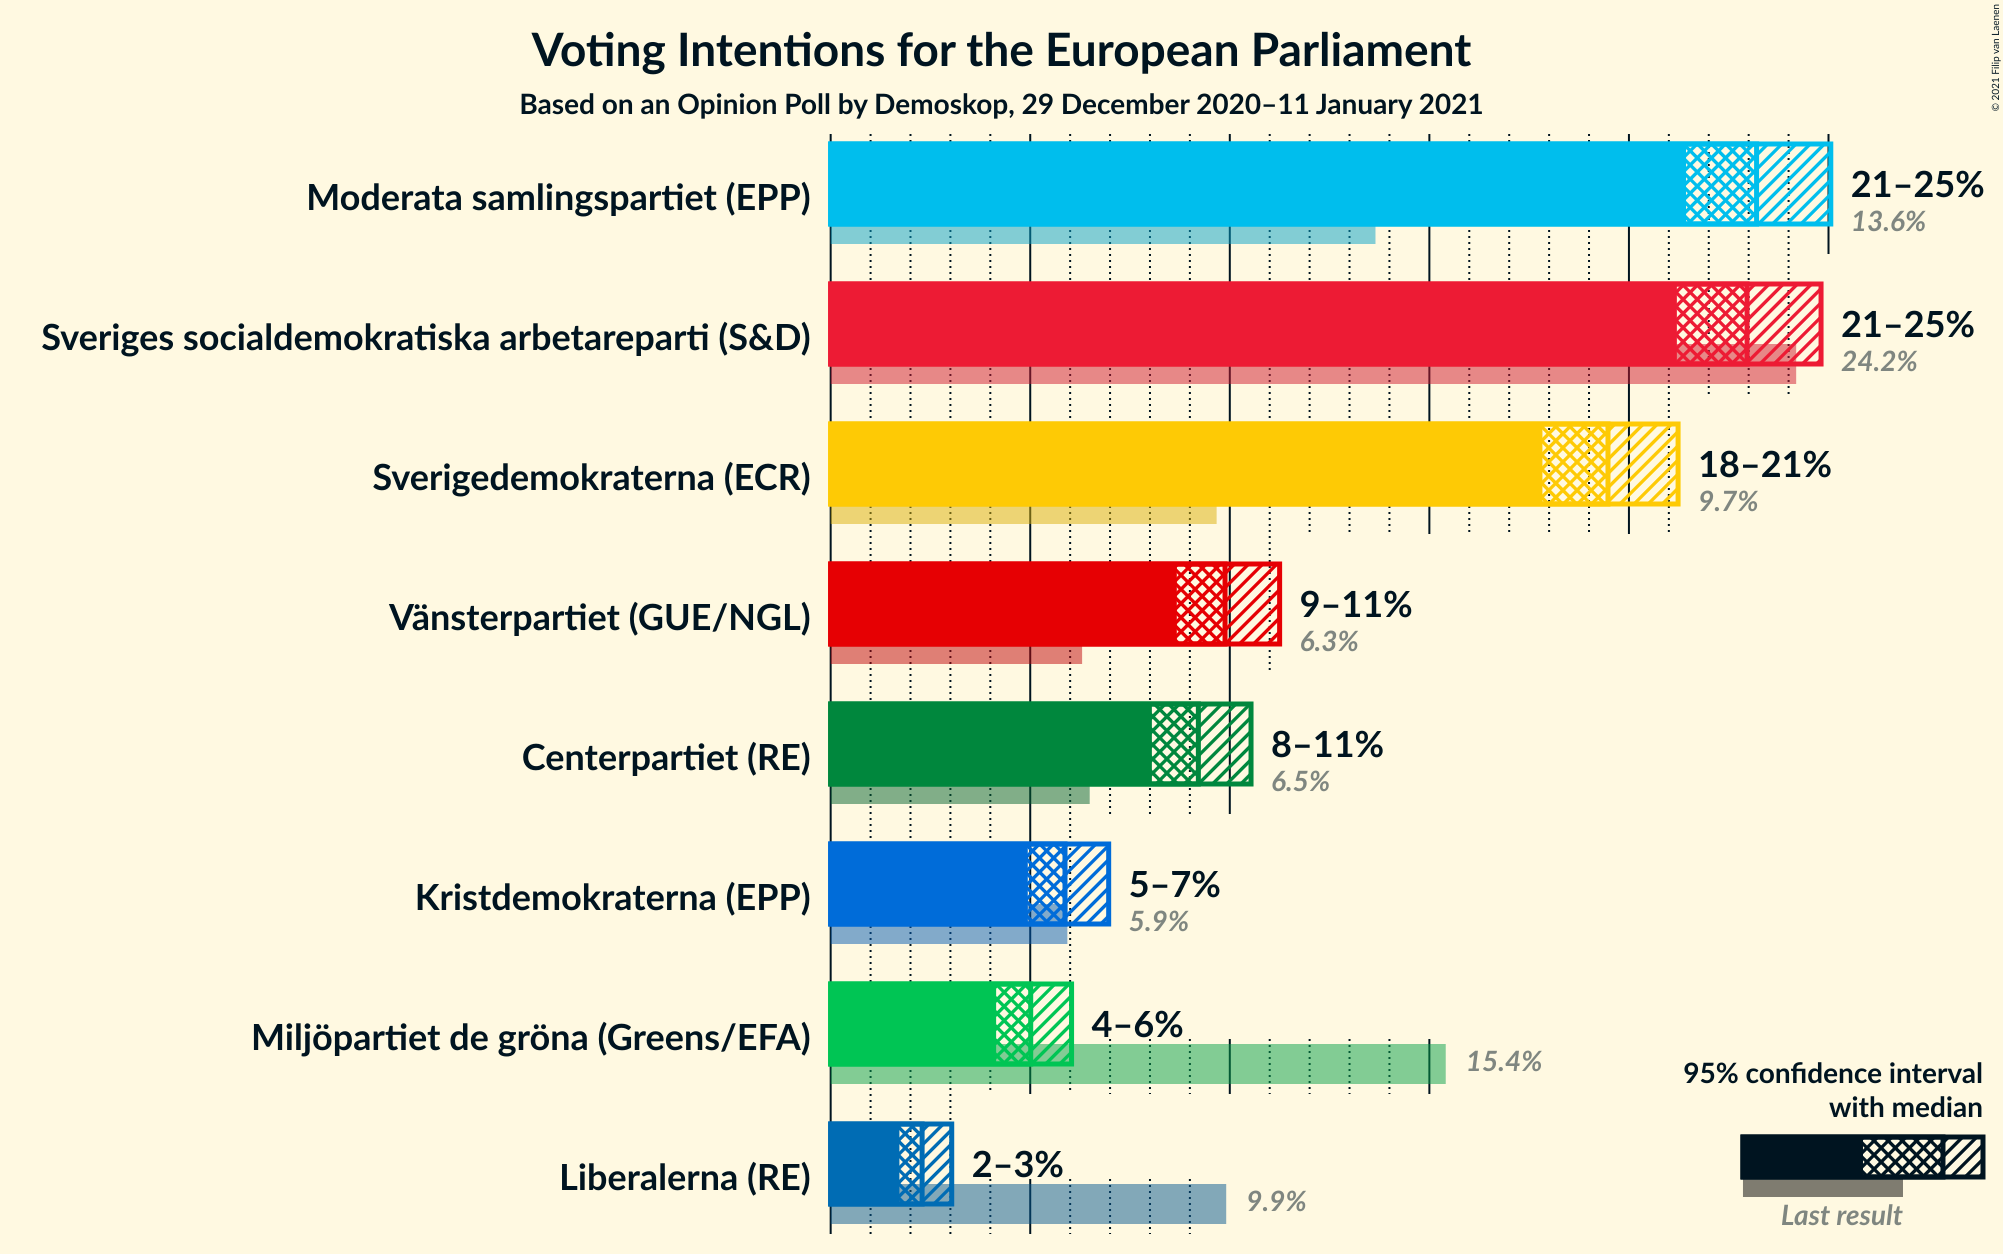 Voting Intentions for the European Parliament
Based on an Opinion Poll by Demoskop, 29 December 2020–11 January 2021
© 2021 Filip van Laenen
Moderata samlingspartiet (EPP)
21–25%
13.6%
Sveriges socialdemokratiska arbetareparti (S&D)
21–25%
24.2%
Sverigedemokraterna (ECR)
18–21%
9.7%
Vänsterpartiet (GUE/NGL)
9–11%
6.3%
Centerpartiet (RE)
8–11%
6.5%
Kristdemokraterna (EPP)
5–7%
5.9%
Miljöpartiet de gröna (Greens/EFA)
4–6%
15.4%
Liberalerna (RE)
2–3%
9.9%
95% confidence interval
with median
Last result